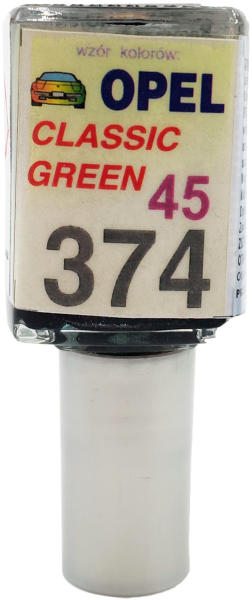 wzór kolorów:
OPEL
CLASSIC
GREEN 45
374